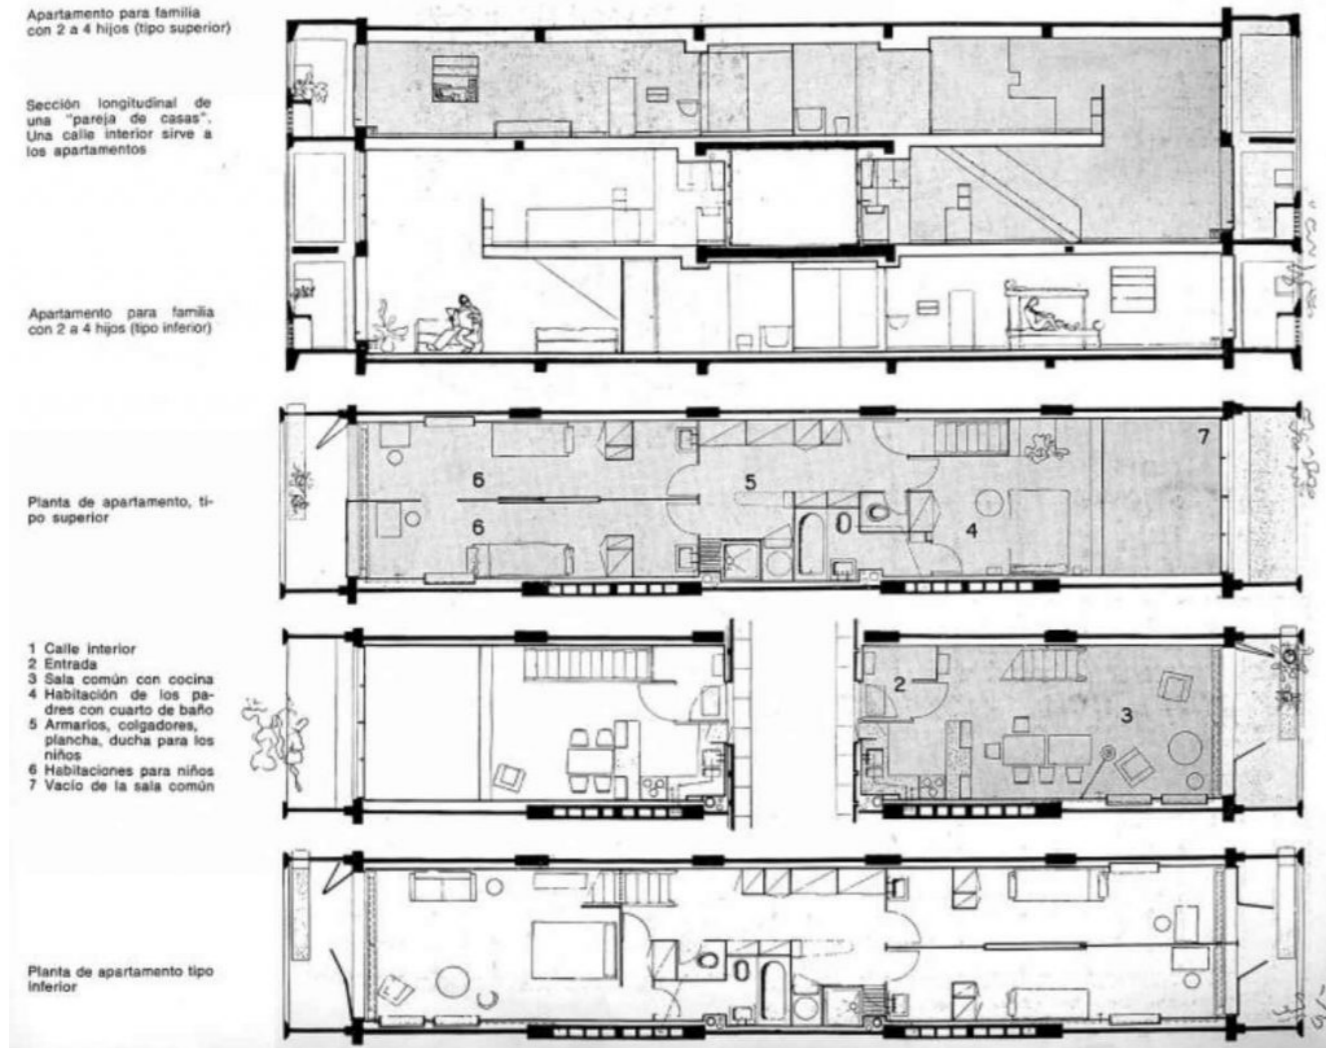 Apartamento para familia
con 2 a 4 hijos (tipo superior)
Sección longitudinal de
una "pareja de casas".
Una calle interior sirve a
los apartamentos
Apartamento para familia
con 2 a 4 hijos (tipo inferior)
7
6
5
6
4
Planta de apartamento, ti-
po superior
1 Calle interior
2 Entrada
3 Sala común con cocina
4 Habitación de los pa-
dres con cuarto de baño
5 Armarios, colgadores,
plancha, ducha para los
niños
6 Habitaciones para niños
7 Vacío de la sala común
2
3
Planta de apartamento tipo
inferior